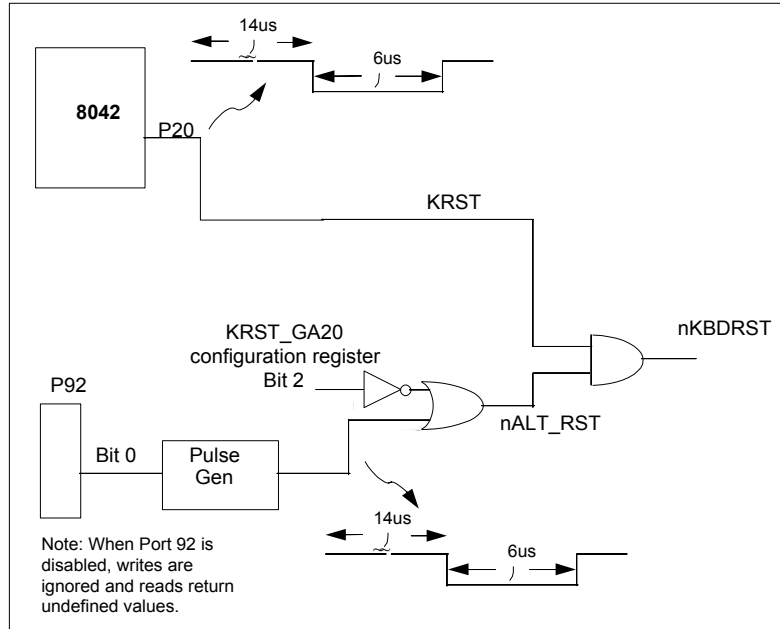 14us
6us
8042
P20
KRST
KRST_GA20
configuration register
Bit 2
nKBDRST
P92
nALT_RST
Bit 0
Pulse
Gen
14us
6us
Note: When Port 92 is
disabled, writes are
ignored and reads return
undefined values.